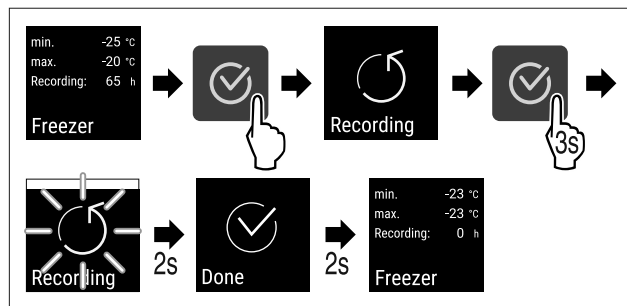 min. -25 °C
max. -20 °C
Recording: 65 h
Freezer
Recording
3s
Recording
2s
Done
2s
min. -23 °C
max. -23 °C
Recording: 0 h
Freezer